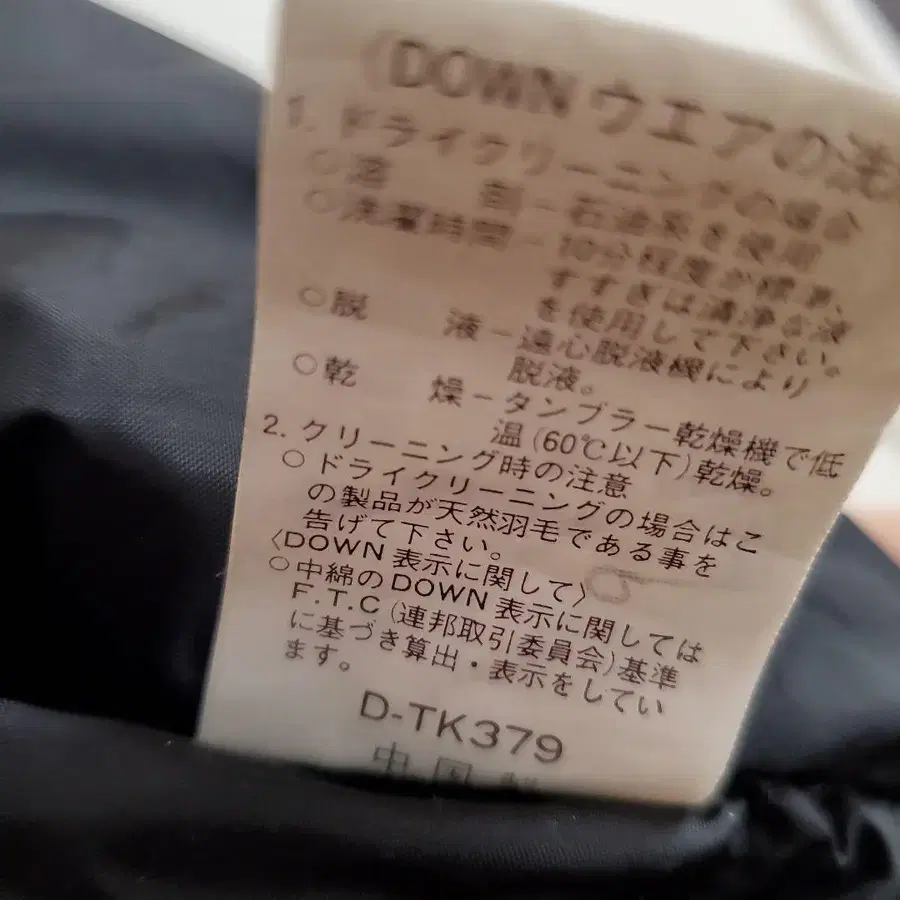 〈DOWNウエアの洗
1. ドライクリーニングの場合
○溶　剤－石油系を使用
○洗濯時間－10分程度が標準、
すすぎは清浄な液
を使用して下さい。
○脱　液－遠心脱液機により
脱液。
○乾　燥－タンブラー乾燥機で低
温(60℃以下)乾燥。
2. クリーニング時の注意
○ドライクリーニングの場合はこ
の製品が天然羽毛である事を
告げて下さい。
〈DOWN表示に関して〉
○中綿のDOWN表示に関しては
F.T.C(連邦取引委員会)基準
に基づき算出・表示をしてい
ます。
D-TK379
中国製